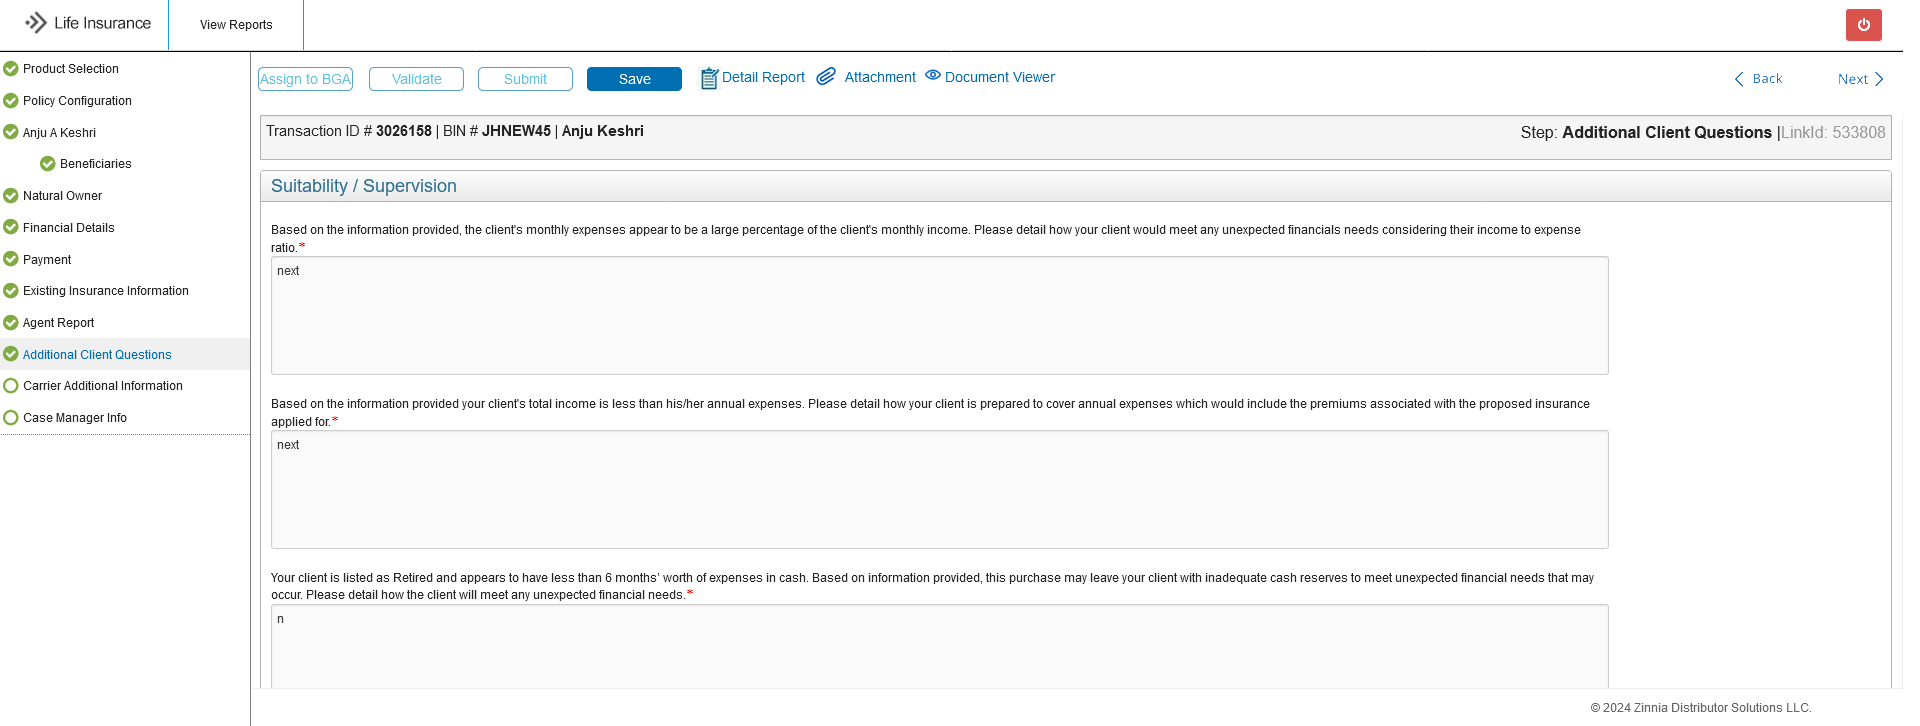 Life Insurance
View Reports
Product Selection
Policy Configuration
Anju A Keshri
Beneficiaries
Natural Owner
Financial Details
Payment
Existing Insurance Information
Agent Report
Additional Client Questions
Carrier Additional Information
Case Manager Info
Assign to BGA
Validate
Submit
Save
Detail Report
Attachment
Document Viewer
Back
Next
Transaction ID # 3026158 | BIN # JHNEW45 | Anju Keshri
Step: Additional Client Questions |LinkId: 533808
Suitability / Supervision
Based on the information provided, the client's monthly expenses appear to be a large percentage of the client's monthly income. Please detail how your client would meet any unexpected financials needs considering their income to expense
ratio.*
next
Based on the information provided your client's total income is less than his/her annual expenses. Please detail how your client is prepared to cover annual expenses which would include the premiums associated with the proposed insurance
applied for.*
next
Your client is listed as Retired and appears to have less than 6 months' worth of expenses in cash. Based on information provided, this purchase may leave your client with inadequate cash reserves to meet unexpected financial needs that may
occur. Please detail how the client will meet any unexpected financial needs.*
n
© 2024 Zinnia Distributor Solutions LLC.